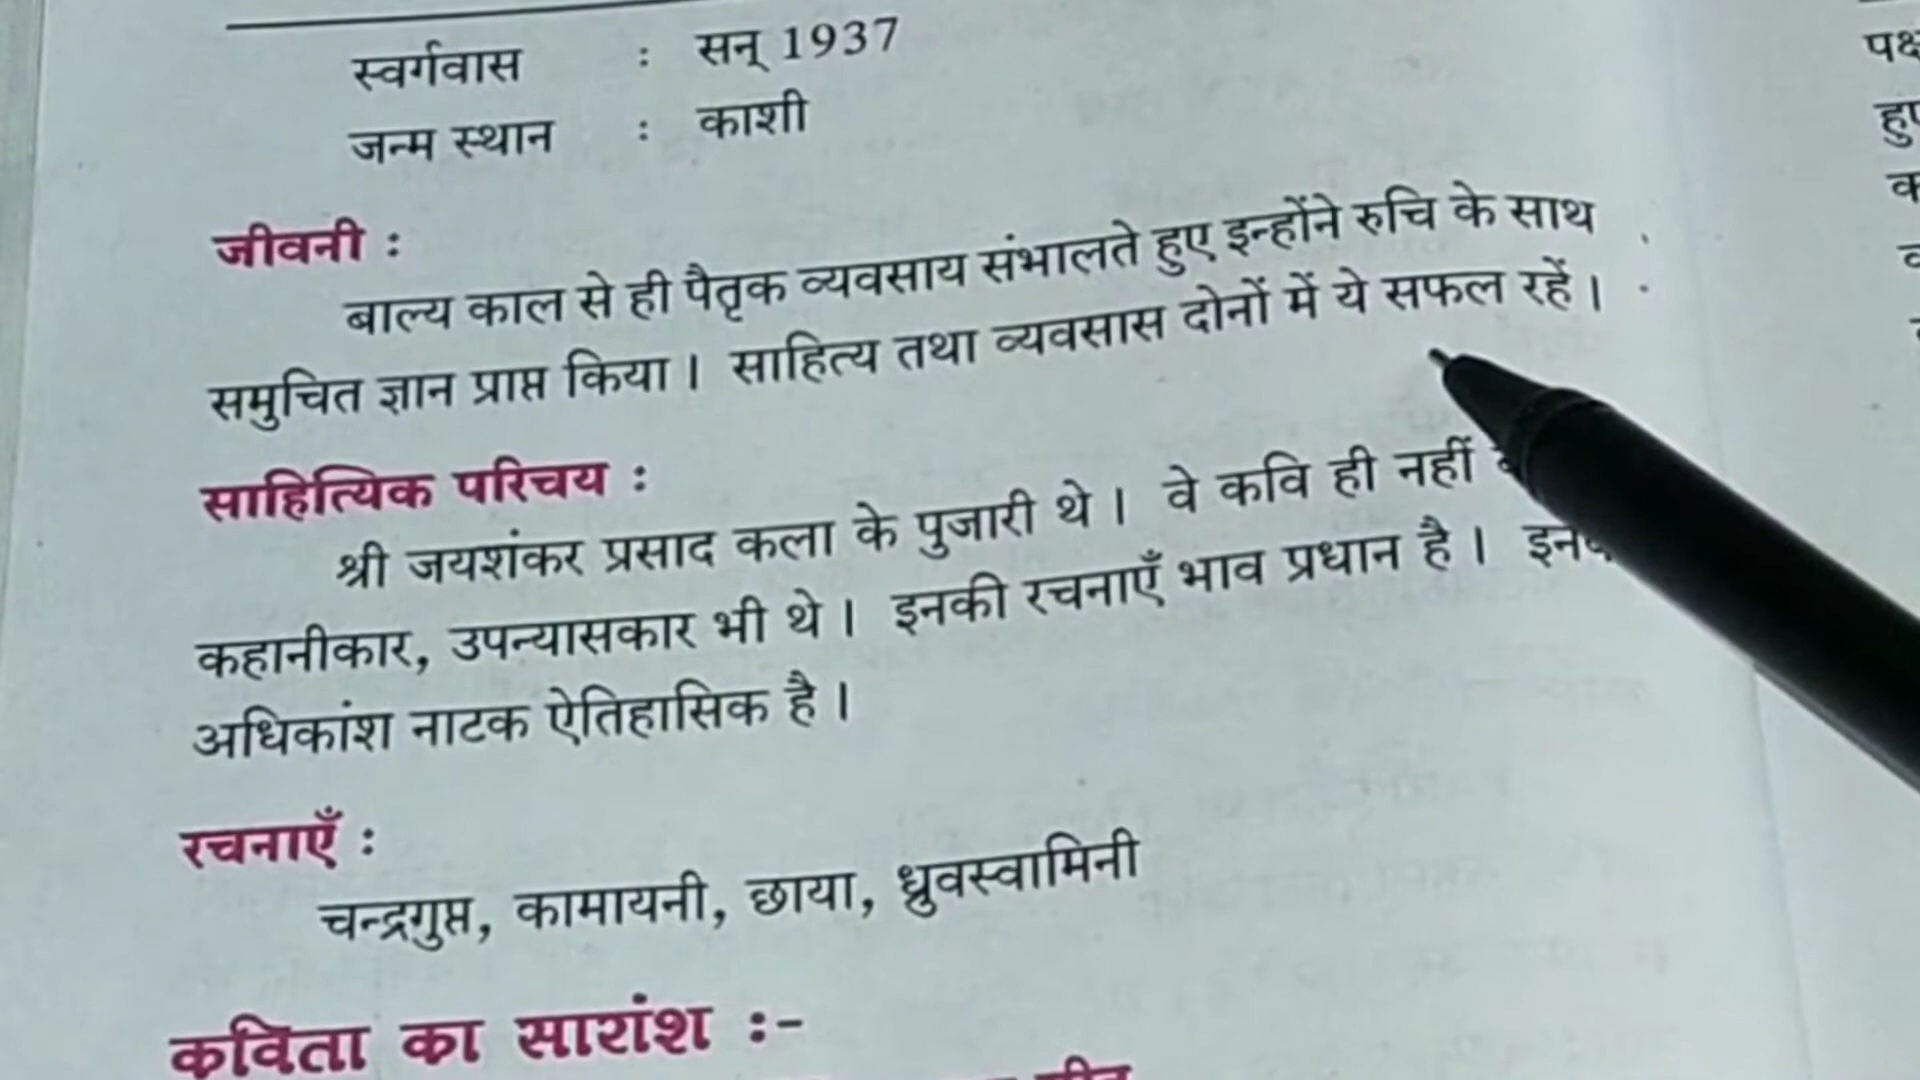 स्वर्गवास : सन् 1937
जन्म स्थान : काशी
जीवनी :
बाल्य काल से ही पैतृक व्यवसाय संभालते हुए इन्होंने रुचि के साथ
समुचित ज्ञान प्राप्त किया। साहित्य तथा व्यवसास दोनों में ये सफल रहें।
साहित्यिक परिचय :
श्री जयशंकर प्रसाद कला के पुजारी थे। वे कवि ही नहीं
कहानीकार, उपन्यासकार भी थे। इनकी रचनाएँ भाव प्रधान है।
अधिकांश नाटक ऐतिहासिक है।
रचनाएँ :
चन्द्रगुप्त, कामायनी, छाया, ध्रुवस्वामिनी
कविता का सारांश :-